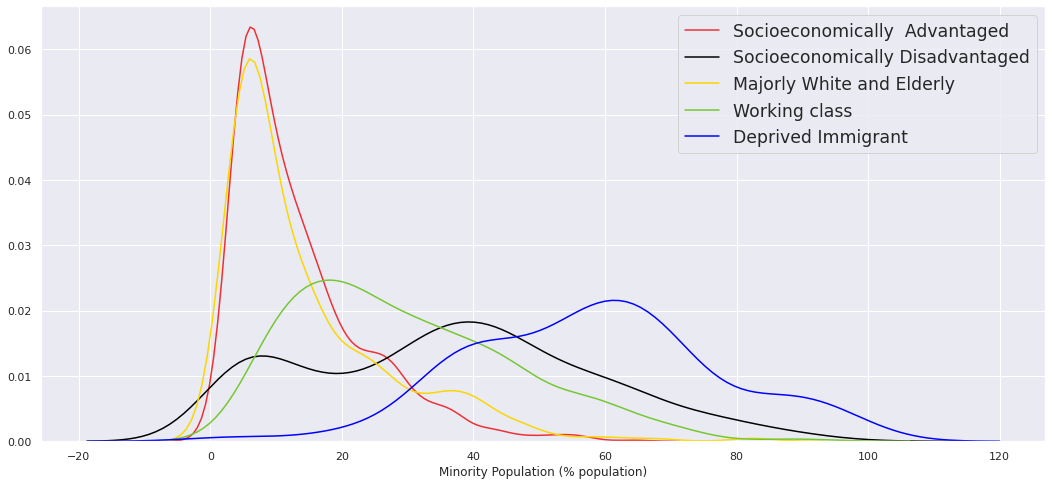 0.06
0.05
0.04
0.03
0.02
0.01
0.00
Socioeconomically  Advantaged
Socioeconomically Disadvantaged
Majorly White and Elderly
Working class
Deprived Immigrant
−20 0 20 40 60 80 100 120
Minority Population (% population)